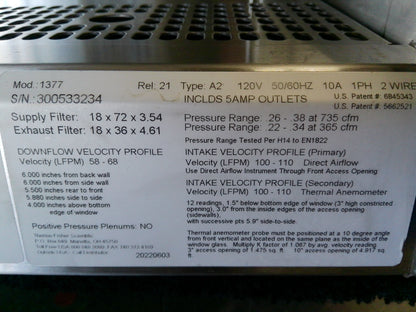 Mod.: 1377 Rel.: 21 Type: A2 120V 50/60HZ 10A 1PH 2 WIRE
S/N.: 300533234 INCLDS 5AMP OUTLETS U.S. Patent #: 6845343
U.S. Patent #: 5662521
Supply Filter: 18 x 72 x 3.54 Pressure Range: 26 - 38 at 735 cfm
Exhaust Filter: 18 x 36 x 4.61 Pressure Range: 22 - 34 at 365 cfm
Pressure Range Tested Per H14 to EN1822
DOWNFLOW VELOCITY PROFILE
Velocity (LFPM) 58 - 68
6.000 inches from back wall
6.000 inches from side wall
5.500 inches rear to front
5.880 inches side to side
4.000 inches above bottom
edge of window
Positive Pressure Plenums: NO
INTAKE VELOCITY PROFILE (Primary)
Velocity (LFPM) 100 - 110 Direct Airflow
Use Direct Airflow Instrument Through Front Access Opening
INTAKE VELOCITY PROFILE (Secondary)
Velocity (LFPM) 100 - 110 Thermal Anemometer
12 readings, 1.5" below bottom edge of window (3" high constricted
opening), 3.0" from the inside edges of the access opening
(sidewalls),
with successive pts 5.9" side-to-side.
Thermal anemometer probe must be positioned at a 10 degree angle
from front vertical and located on the same plane as the inside of the
window glass. Multiply X factor of 1.087 by avg. velocity reading
3" access opening of 1.475 sq. ft. 10" access opening of 4.917 sq.
ft.
Thermo Fisher Scientific
P.O. Box 649, Marietta, OH 45750
Outside USA - Call Distributor
20220603